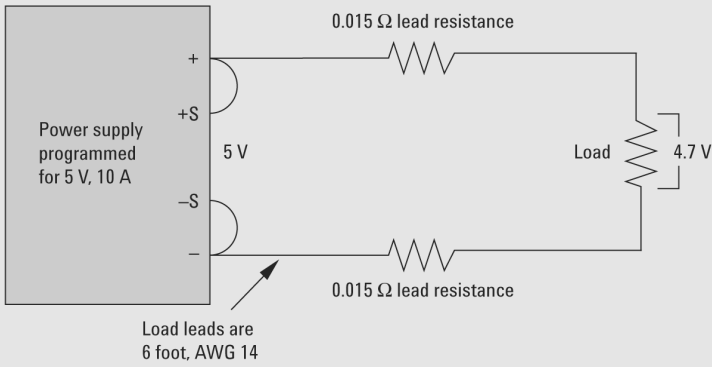 0.015 Ω lead resistance
+
+S
Power supply
programmed
for 5 V, 10 A
5 V
Load
4.7 V
–S
–
0.015 Ω lead resistance
Load leads are
6 foot, AWG 14